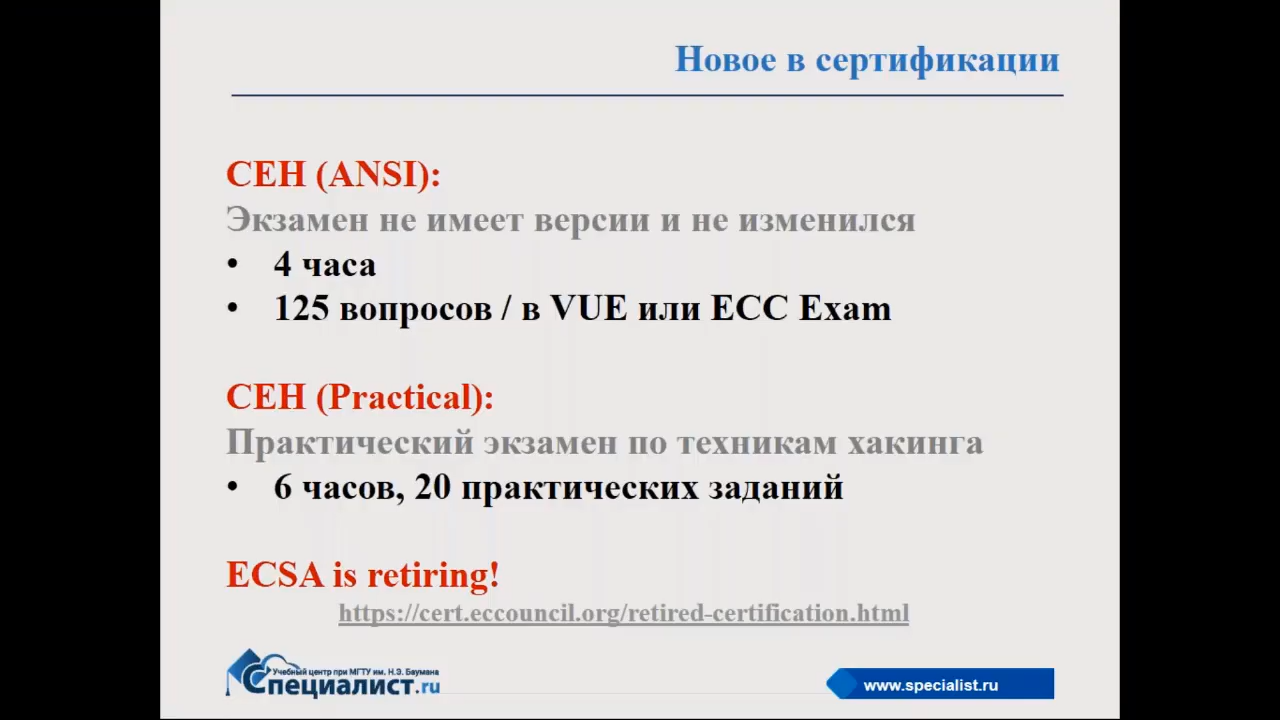 Новое в сертификации
CEH (ANSI):
Экзамен не имеет версии и не изменился
• 4 часа
• 125 вопросов / в VUE или ECC Exam
CEH (Practical):
Практический экзамен по техникам хакинга
• 6 часов, 20 практических заданий
ECSA is retiring!
https://cert.eccouncil.org/retired-certification.html
Учебный центр при МГТУ им. Н.Э. Баумана
Специалист.ru
www.specialist.ru